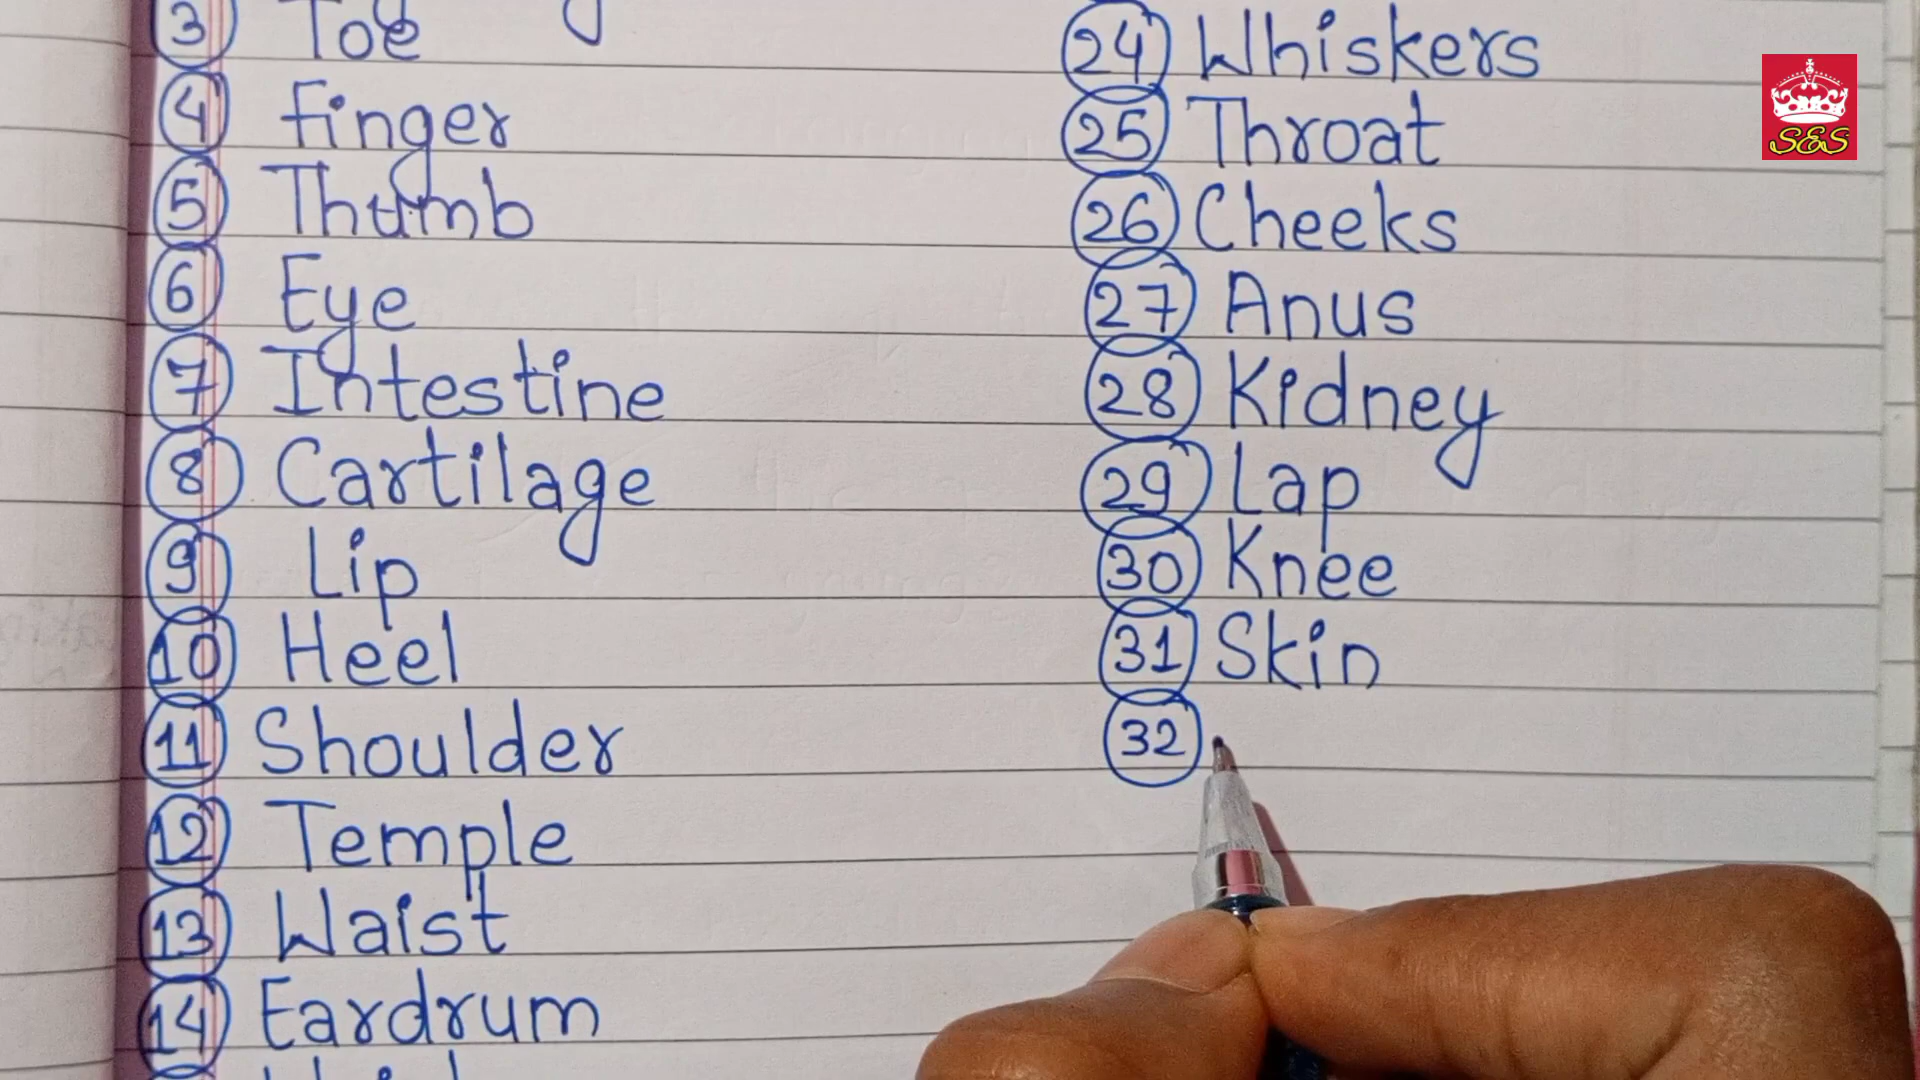 3 Toe
4 Finger
5 Thumb
6 Eye
7 Intestine
8 Cartilage
9 Lip
10 Heel
11 Shoulder
12 Temple
13 Waist
14 Eardrum
24 Whiskers
25 Throat
26 Cheeks
27 Anus
28 Kidney
29 Lap
30 Knee
31 Skin
32
S&S